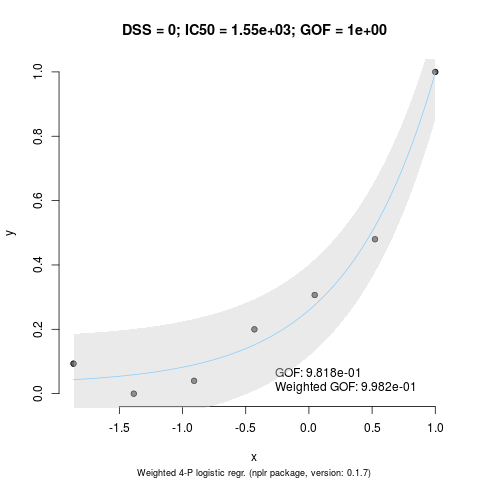 DSS = 0; IC50 = 1.55e+03; GOF = 1e+00
1.0
0.8
0.6
y
0.4
0.2
0.0
GOF: 9.818e-01
Weighted GOF: 9.982e-01
-1.5 -1.0 -0.5 0.0 0.5 1.0
x
Weighted 4-P logistic regr. (nplr package, version: 0.1.7)